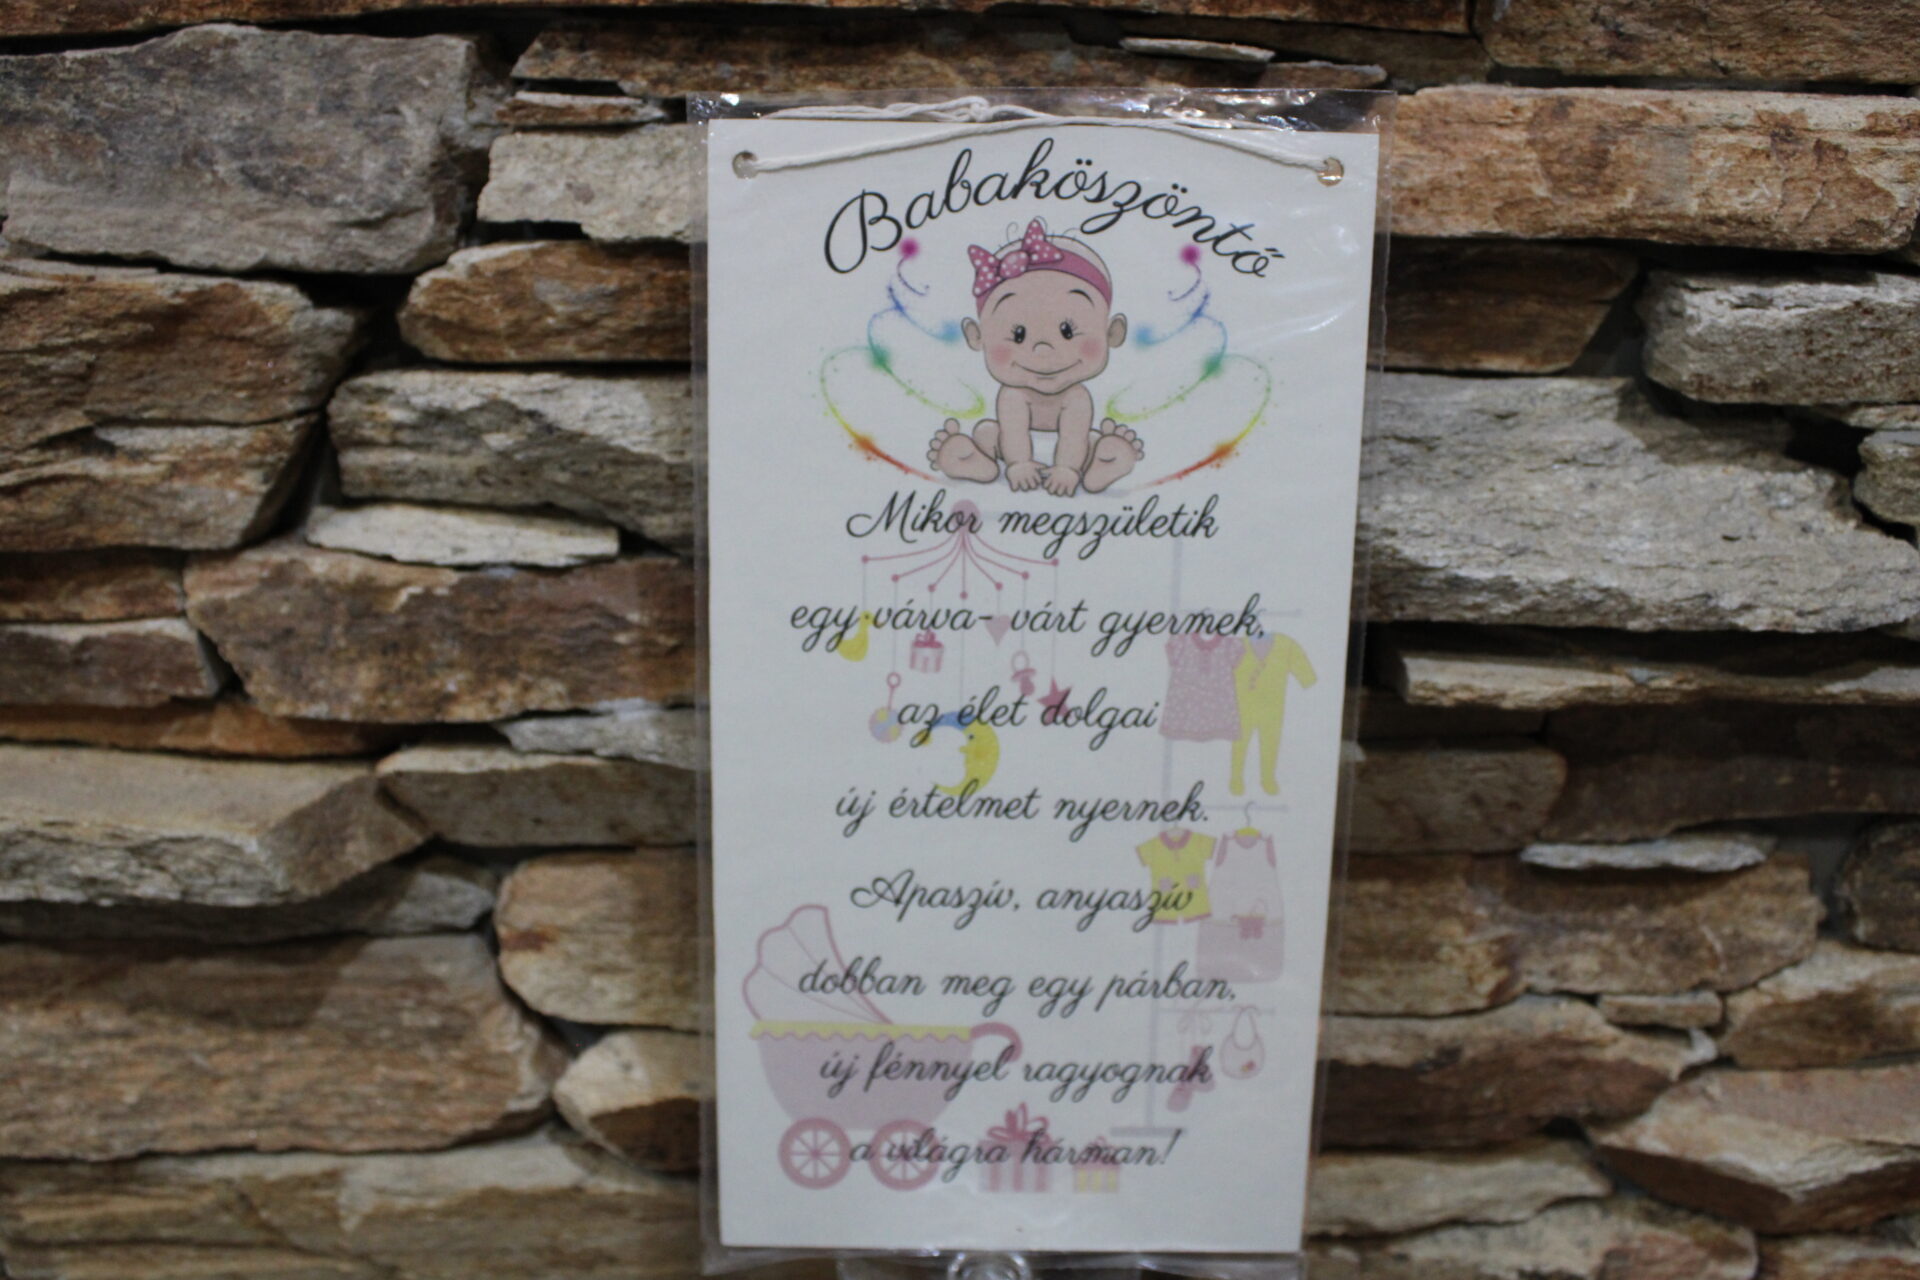 Babaköszöntő
Mikor megszületik
egy várva- várt gyermek,
az élet dolgai
új értelmet nyernek.
Apaszív, anyaszív
dobban meg egy párban,
új fénnyel ragyognak
a világra hárman!